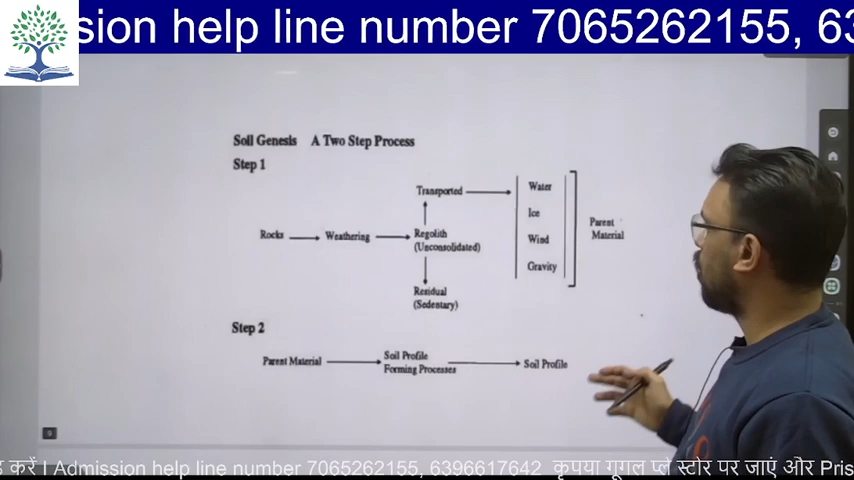 sion help line number 7065262155, 63
Soil Genesis A Two Step Process
Step 1
Transported
Water
Ice
Wind
Gravity
Parent
Material
Rocks
Weathering
Regolith
(Unconsolidated)
Residual
(Sedentary)
Step 2
Parent Material
Soil Profile
Forming Processes
Soil Profile
9
करें I Admission help line number 7065262155, 6396617642 कृपया गूगल प्ले स्टोर पर जाएं और Pris